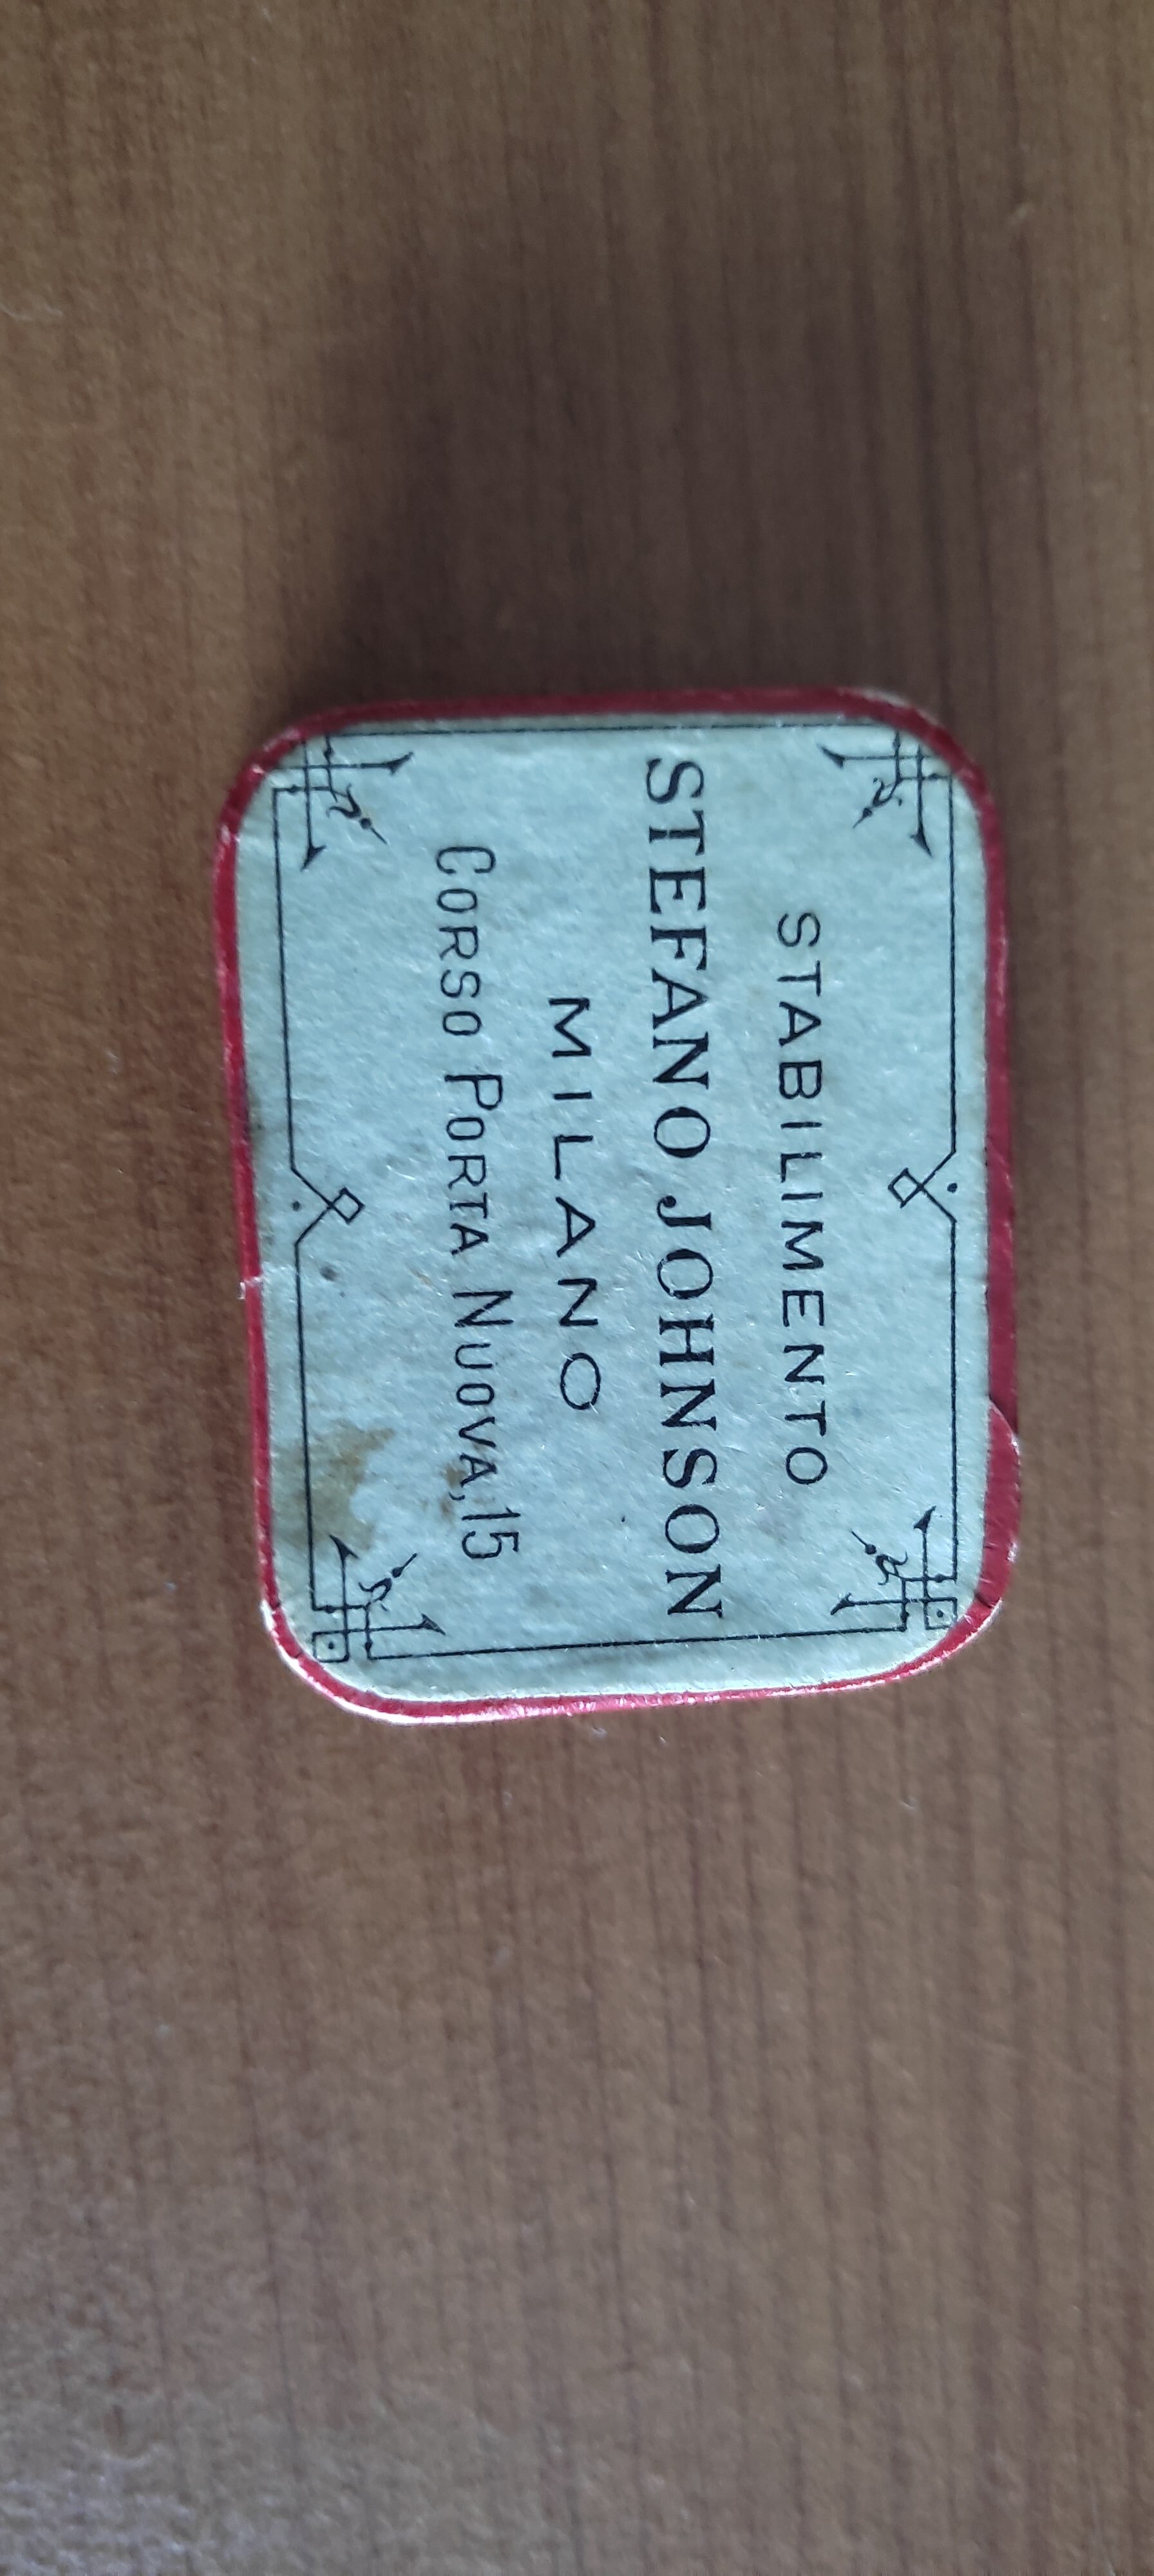 STABILIMENTO
STEFANO JOHNSON
MILANO
CORSO PORTA NUOVA, 15